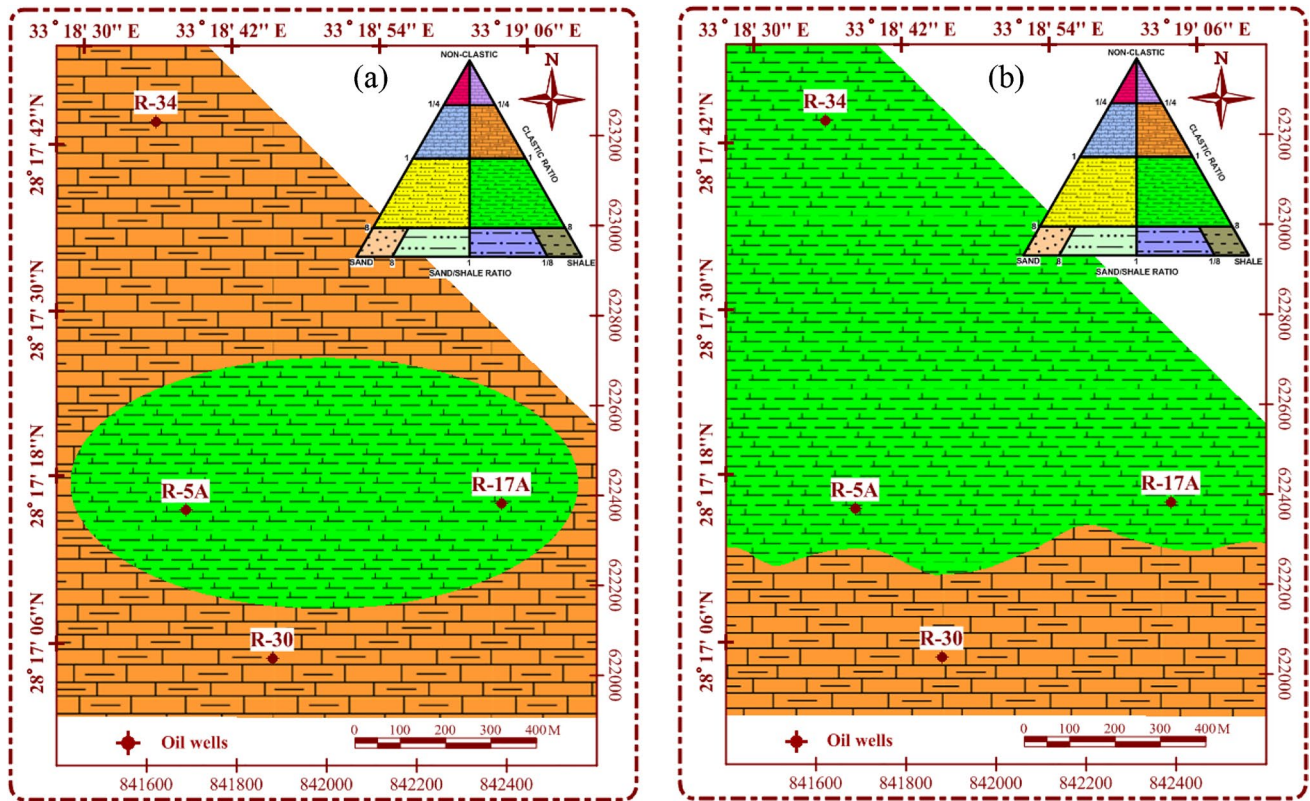 33° 18' 30'' E 33° 18' 42'' E 33° 18' 54'' E 33° 19' 06'' E
(a)
N
NON-CLASTIC
1/4 1/4
CLASTIC RATIO
1 1
8 8
SAND 8 1 1/8 SHALE
SAND/SHALE RATIO
28° 17' 42''N
28° 17' 30''N
28° 17' 18''N
28° 17' 06''N
623200
623000
622800
622600
622400
622200
622000
R-34
R-5A
R-17A
R-30
Oil wells
0 100 200 300 400 M
841600 841800 842000 842200 842400
33° 18' 30'' E 33° 18' 42'' E 33° 18' 54'' E 33° 19' 06'' E
(b)
N
NON-CLASTIC
1/4 1/4
CLASTIC RATIO
1 1
8 8
SAND 8 1 1/8 SHALE
SAND/SHALE RATIO
28° 17' 42''N
28° 17' 30''N
28° 17' 18''N
28° 17' 06''N
623200
623000
622800
622600
622400
622200
622000
R-34
R-5A
R-17A
R-30
Oil wells
0 100 200 300 400 M
841600 841800 842000 842200 842400